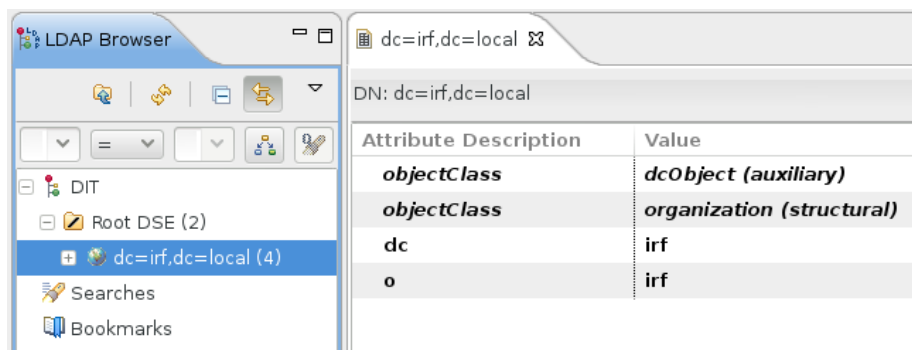 LDAP Browser
dc=irf,dc=local
DN: dc=irf,dc=local
=
Attribute Description Value
objectClass dcObject (auxiliary)
objectClass organization (structural)
dc irf
o irf
DIT
Root DSE (2)
dc=irf,dc=local (4)
Searches
Bookmarks